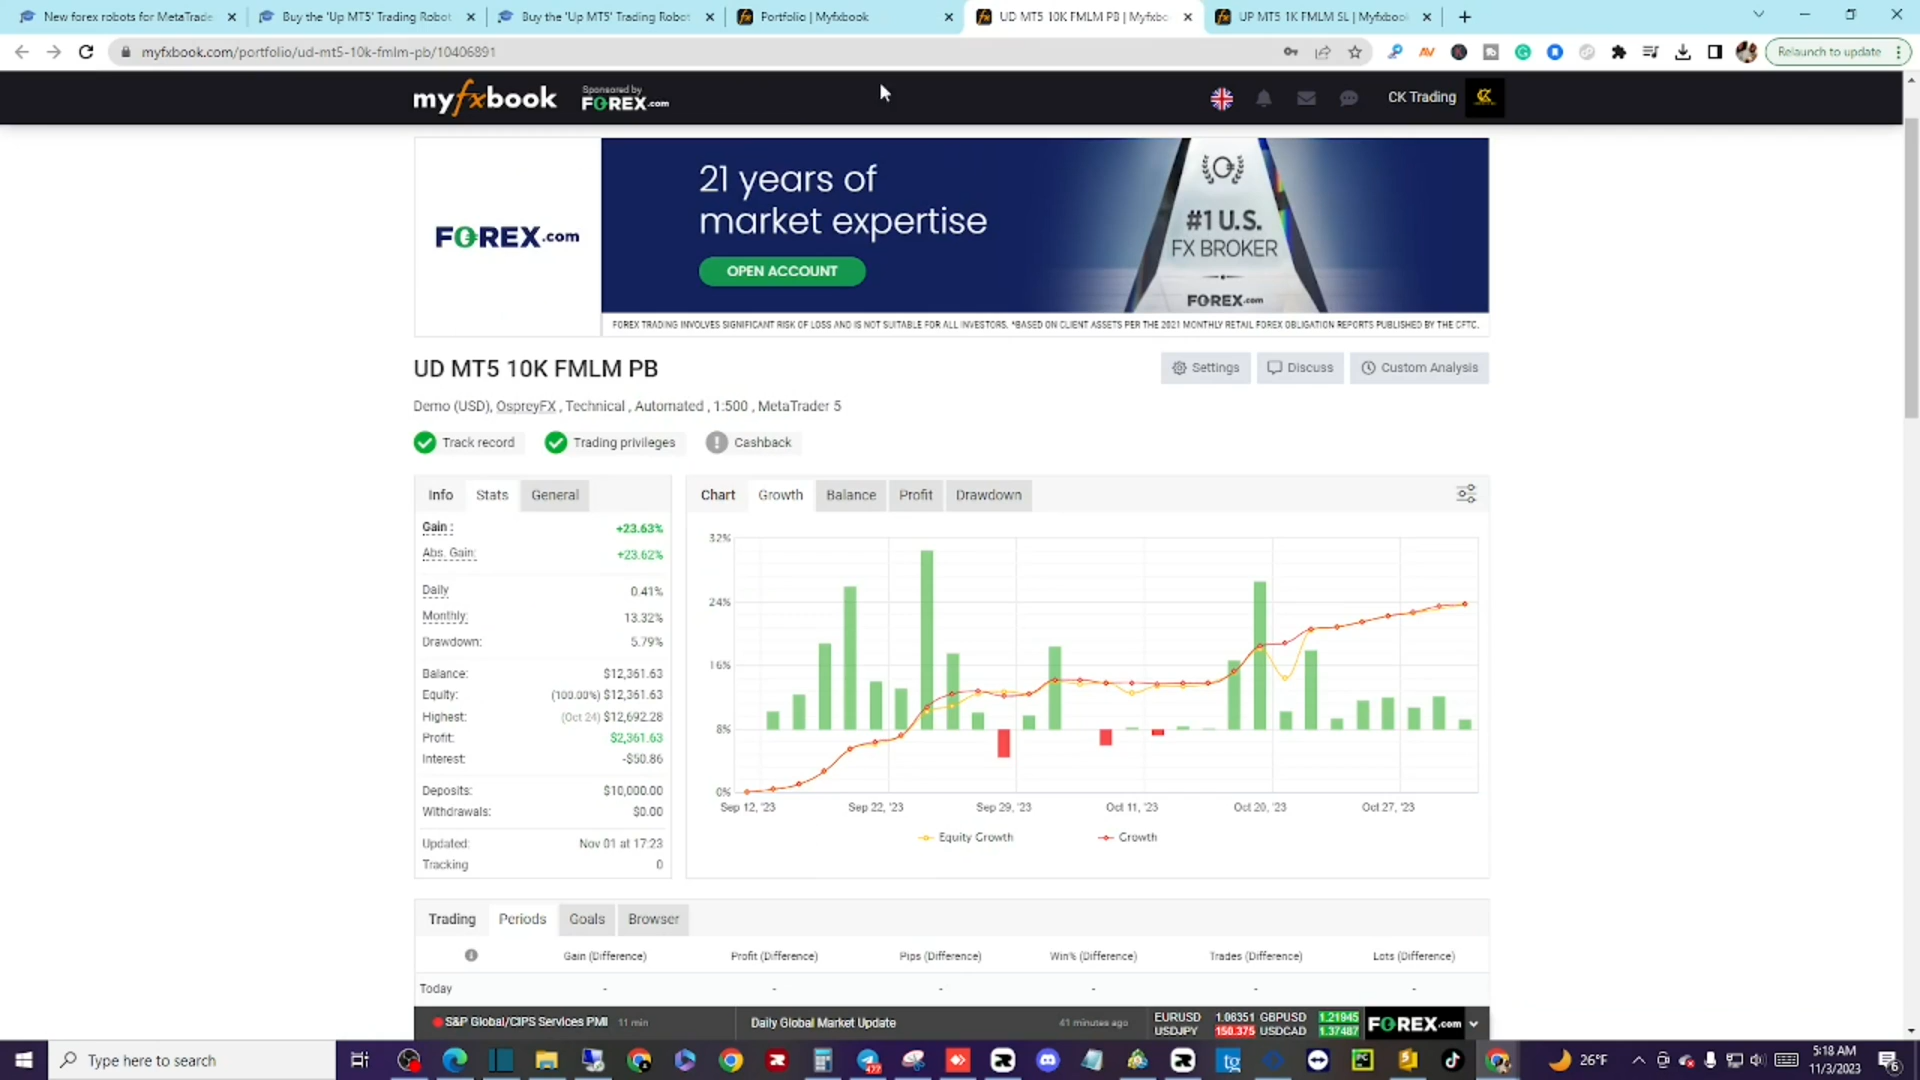 New forex robots for MetaTrade
Buy the 'Up MT5' Trading Robot
Buy the 'Up MT5' Trading Robot
Portfolio | Myfxbook
UD MT5 10K FMLM PB | Myfxbo
UP MT5 1K FMLM SL | Myfxbook
myfxbook.com/portfolio/ud-mt5-10k-fmlm-pb/10406891
Relaunch to update
myfxbook
Sponsored by
FOREX.com
CK Trading
FOREX.com
21 years of
market expertise
OPEN ACCOUNT
#1 U.S.
FX BROKER
FOREX.com
FOREX TRADING INVOLVES SIGNIFICANT RISK OF LOSS AND IS NOT SUITABLE FOR ALL INVESTORS. *BASED ON CLIENT ASSETS PER THE 2021 MONTHLY RETAIL FOREX OBLIGATION REPORTS PUBLISHED BY THE CFTC.
UD MT5 10K FMLM PB
Settings
Discuss
Custom Analysis
Demo (USD), OspreyFX , Technical , Automated , 1:500 , MetaTrader 5
Track record
Trading privileges
Cashback
Info Stats General
Gain : +23.63%
Abs. Gain: +23.62%
Daily 0.41%
Monthly: 13.32%
Drawdown: 5.79%
Balance: $12,361.63
Equity: (100.00%) $12,361.63
Highest: (Oct 24) $12,692.28
Profit: $2,361.63
Interest: -$50.86
Deposits: $10,000.00
Withdrawals: $0.00
Updated: Nov 01 at 17:23
Tracking 0
Chart Growth Balance Profit Drawdown
32%
24%
16%
8%
0%
Sep 12, '23 Sep 22, '23 Sep 29, '23 Oct 11, '23 Oct 20, '23 Oct 27, '23
Equity Growth Growth
Trading Periods Goals Browser
Gain (Difference) Profit (Difference) Pips (Difference) Win% (Difference) Trades (Difference) Lots (Difference)
Today - - - - - -
S&P Global/CIPS Services PMI 11 min
Daily Global Market Update 41 minutes ago
EURUSD 1.06351 GBPUSD 1.21945
USDJPY 150.375 USDCAD 1.37487
FOREX.com
Type here to search
26°F
5:18 AM
11/3/2023